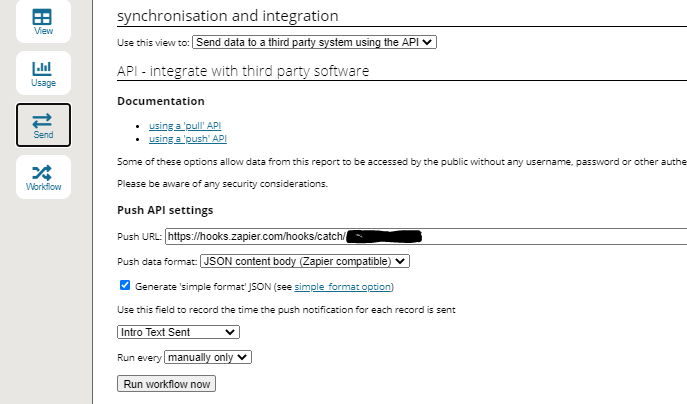 View
Usage
Send
Workflow
synchronisation and integration
Use this view to: Send data to a third party system using the API
API - integrate with third party software
Documentation
using a 'pull' API
using a 'push' API
Some of these options allow data from this report to be accessed by the public without any username, password or other authe
Please be aware of any security considerations.
Push API settings
Push URL: https://hooks.zapier.com/hooks/catch/
Push data format: JSON content body (Zapier compatible)
Generate 'simple format' JSON (see simple format option)
Use this field to record the time the push notification for each record is sent
Intro Text Sent
Run every manually only
Run workflow now